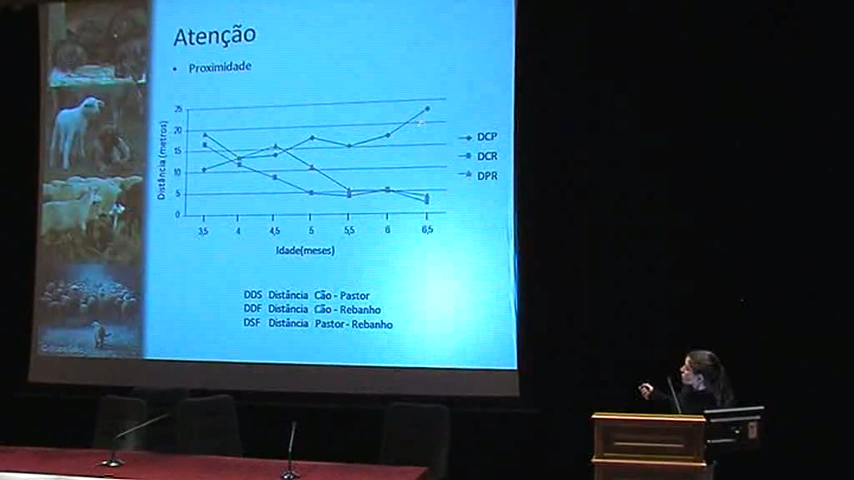 Atenção
• Proximidade
Distância (metros)
25
20
15
10
5
0
3,5 4 4,5 5 5,5 6 6,5
Idade(meses)
DCP
DCR
DPR
DDS Distância Cão - Pastor
DDF Distância Cão - Rebanho
DSF Distância Pastor - Rebanho